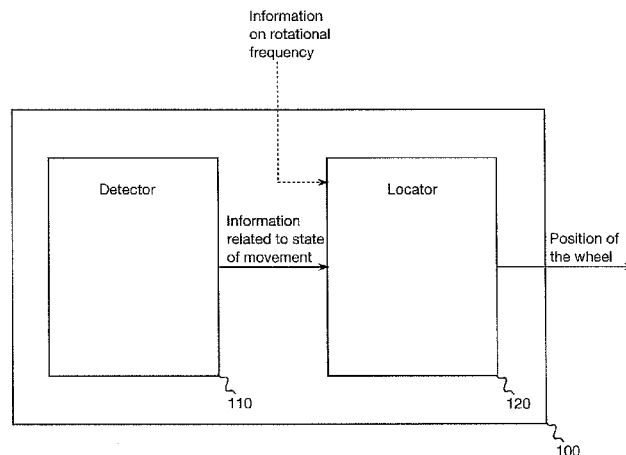 Information
on rotational
frequency
Detector
Locator
Information
related to state
of movement
Position of
the wheel
110
120
100